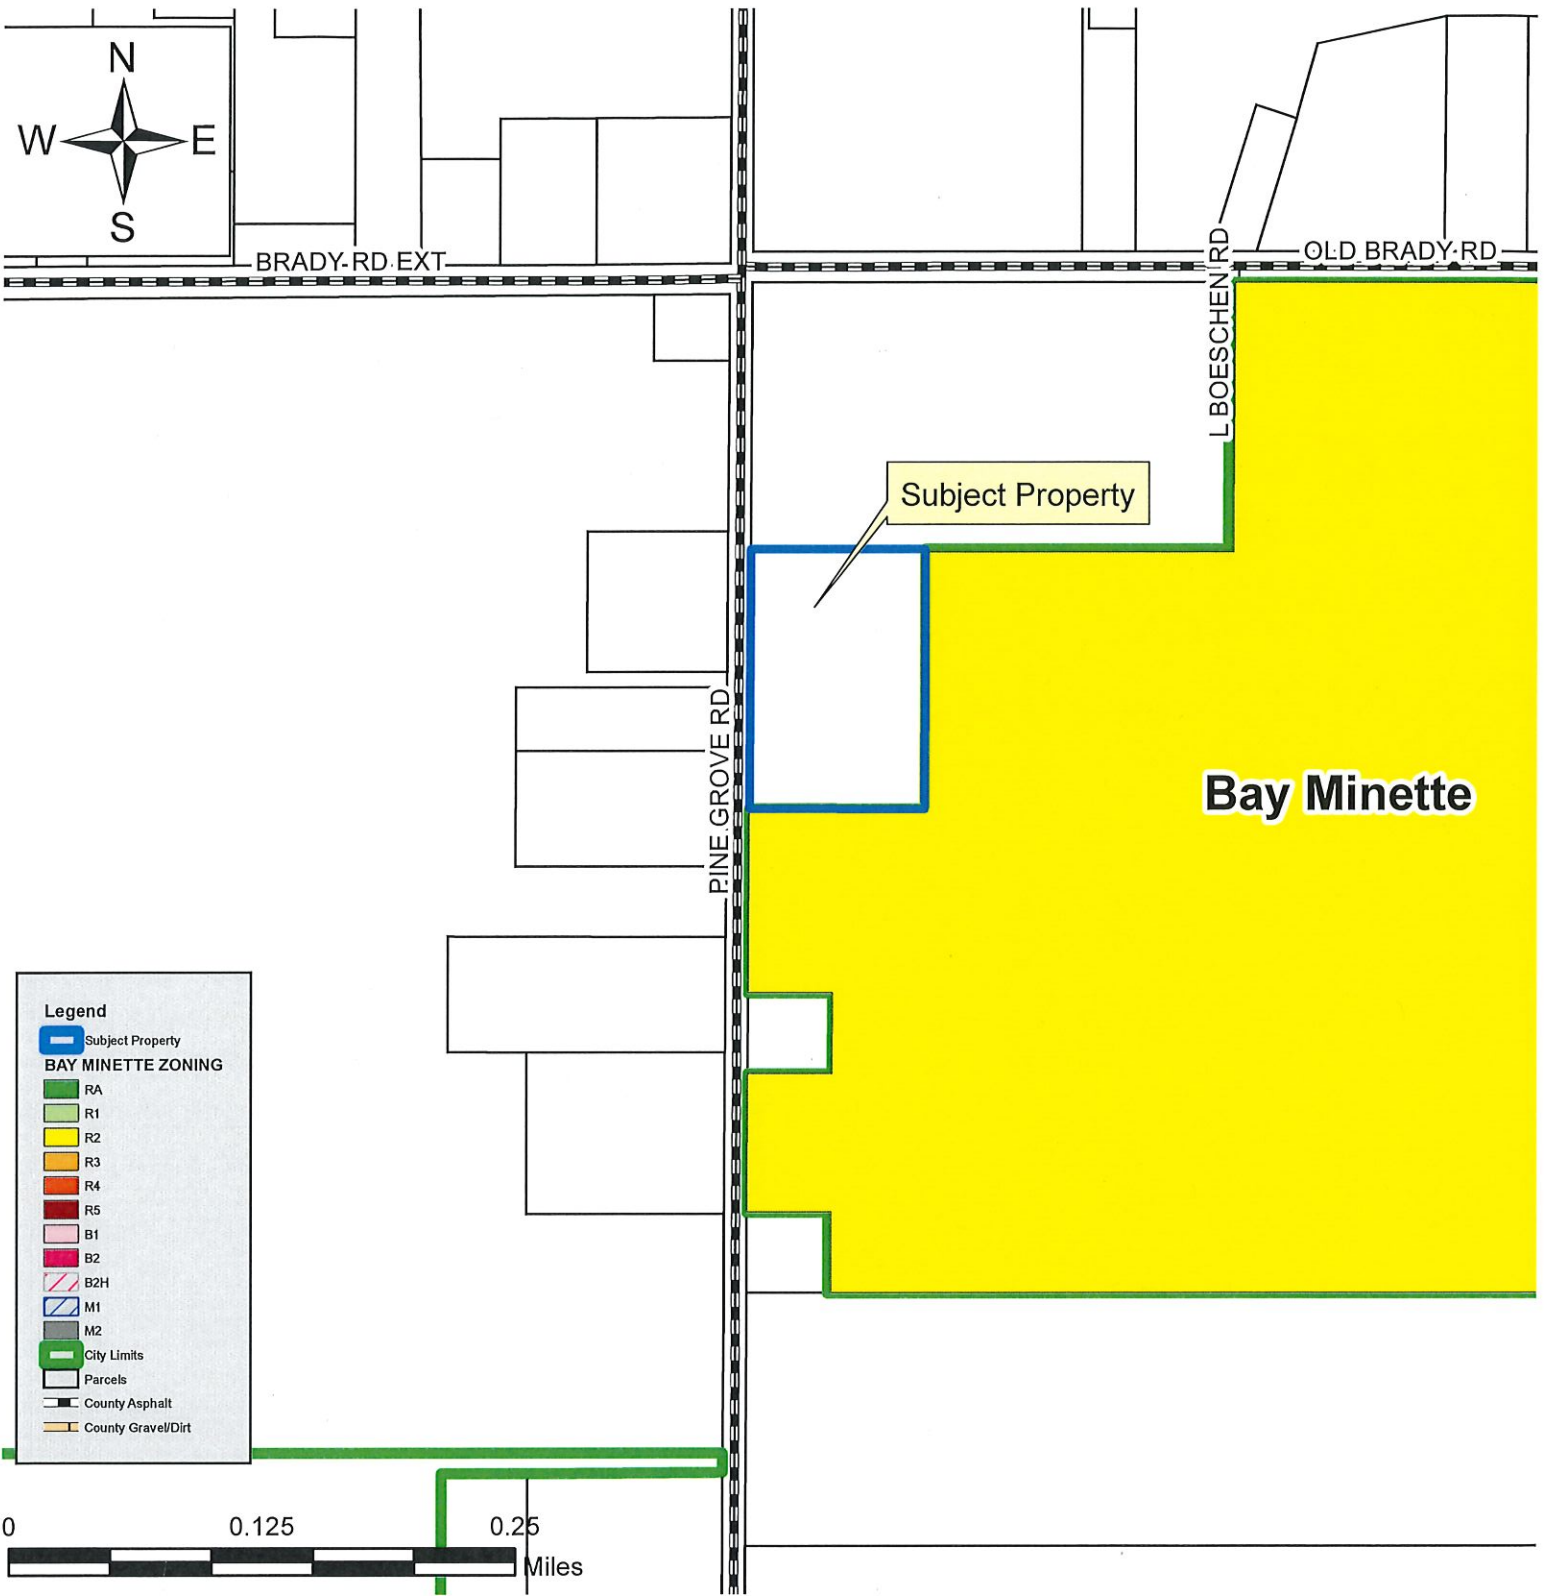 N
W E
S
BRADY RD EXT
OLD BRADY RD
L BOESCHEN RD
Subject Property
PINE GROVE RD
Bay Minette
Legend
Subject Property
BAY MINETTE ZONING
RA
R1
R2
R3
R4
R5
B1
B2
B2H
M1
M2
City Limits
Parcels
County Asphalt
County Gravel/Dirt
0 0.125 0.25
Miles